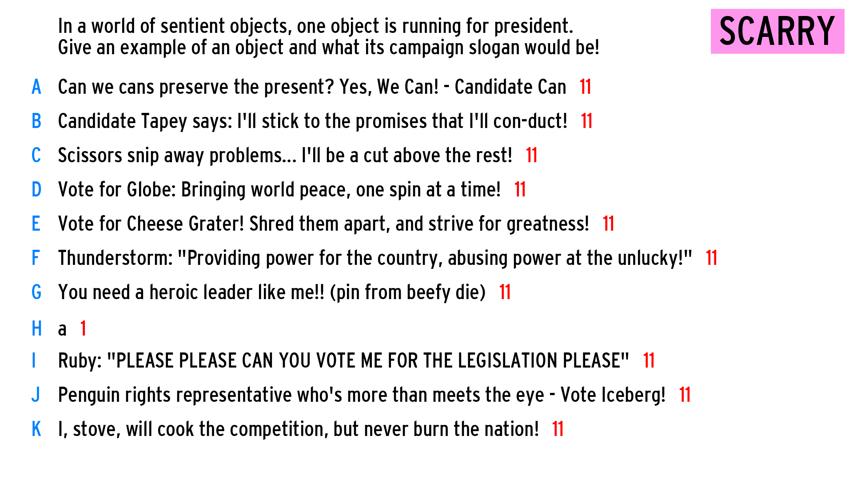 In a world of sentient objects, one object is running for president.
Give an example of an object and what its campaign slogan would be!
SCARRY
A Can we cans preserve the present? Yes, We Can! - Candidate Can 11
B Candidate Tapey says: I'll stick to the promises that I'll con-duct! 11
C Scissors snip away problems... I'll be a cut above the rest! 11
D Vote for Globe: Bringing world peace, one spin at a time! 11
E Vote for Cheese Grater! Shred them apart, and strive for greatness! 11
F Thunderstorm: "Providing power for the country, abusing power at the unlucky!" 11
G You need a heroic leader like me!! (pin from beefy die) 11
H a 1
I Ruby: "PLEASE PLEASE CAN YOU VOTE ME FOR THE LEGISLATION PLEASE" 11
J Penguin rights representative who's more than meets the eye - Vote Iceberg! 11
K I, stove, will cook the competition, but never burn the nation! 11